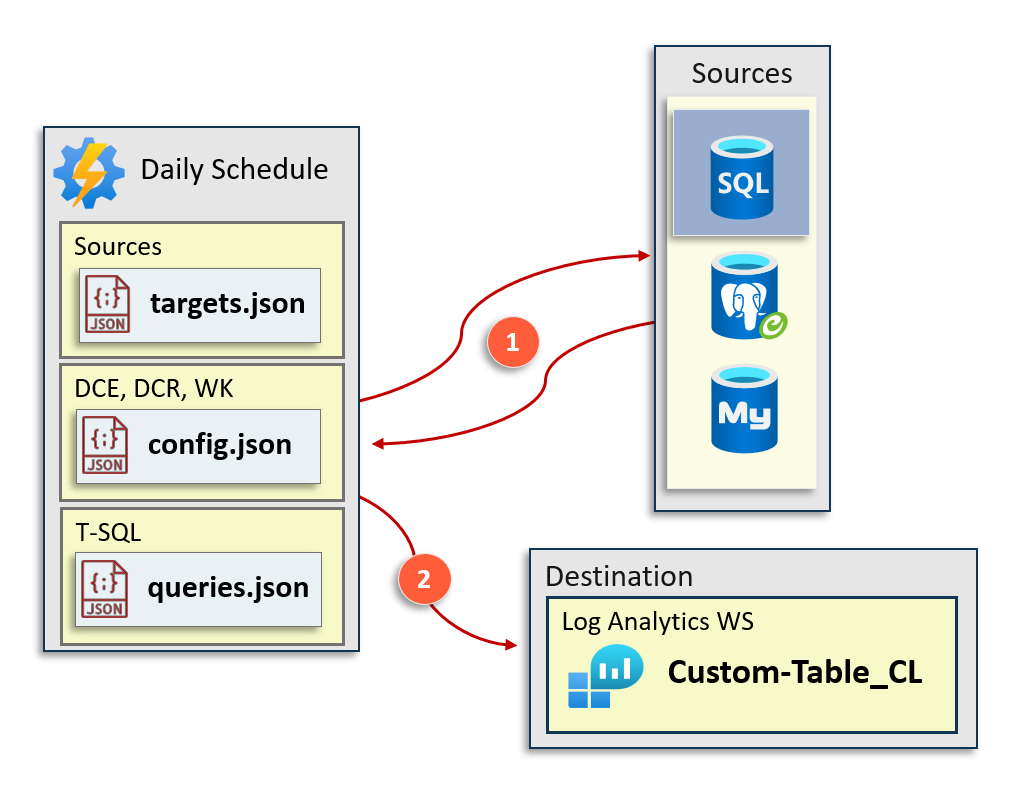 Daily Schedule
Sources
{;}
JSON
targets.json
DCE, DCR, WK
{;}
JSON
config.json
T-SQL
{;}
JSON
queries.json
1
2
Sources
SQL
My
Destination
Log Analytics WS
Custom-Table_CL